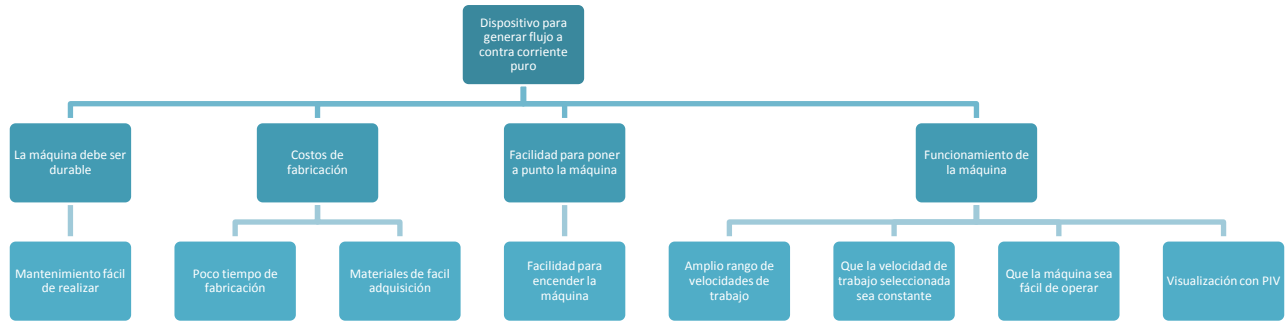 Dispositivo para
generar flujo a
contra corriente
puro
La máquina debe ser
durable
Costos de
fabricación
Facilidad para poner
a punto la máquina
Funcionamiento de
la máquina
Mantenimiento fácil
de realizar
Poco tiempo de
fabricación
Materiales de facil
adquisición
Facilidad para
encender la
máquina
Amplio rango de
velocidades de
trabajo
Que la velocidad de
trabajo seleccionada
sea constante
Que la máquina sea
fácil de operar
Visualización con PIV